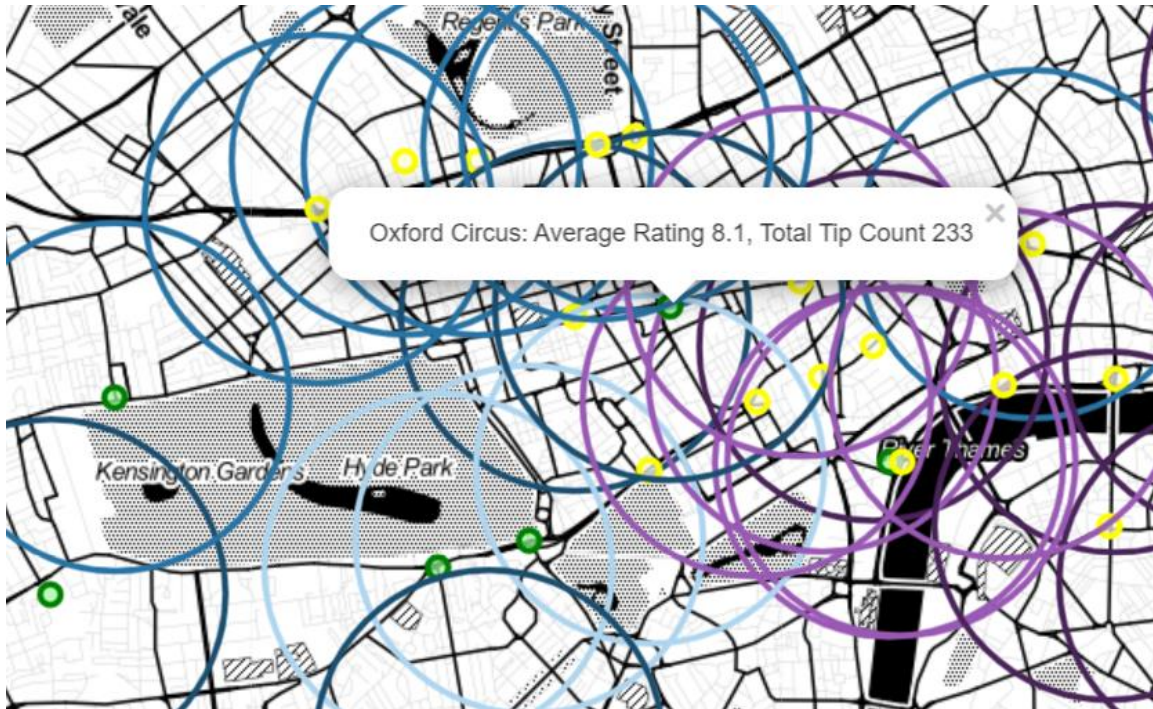 Regent's Park
y Street
ale
Oxford Circus: Average Rating 8.1, Total Tip Count 233
×
River Thames
Kensington Gardens
Hyde Park